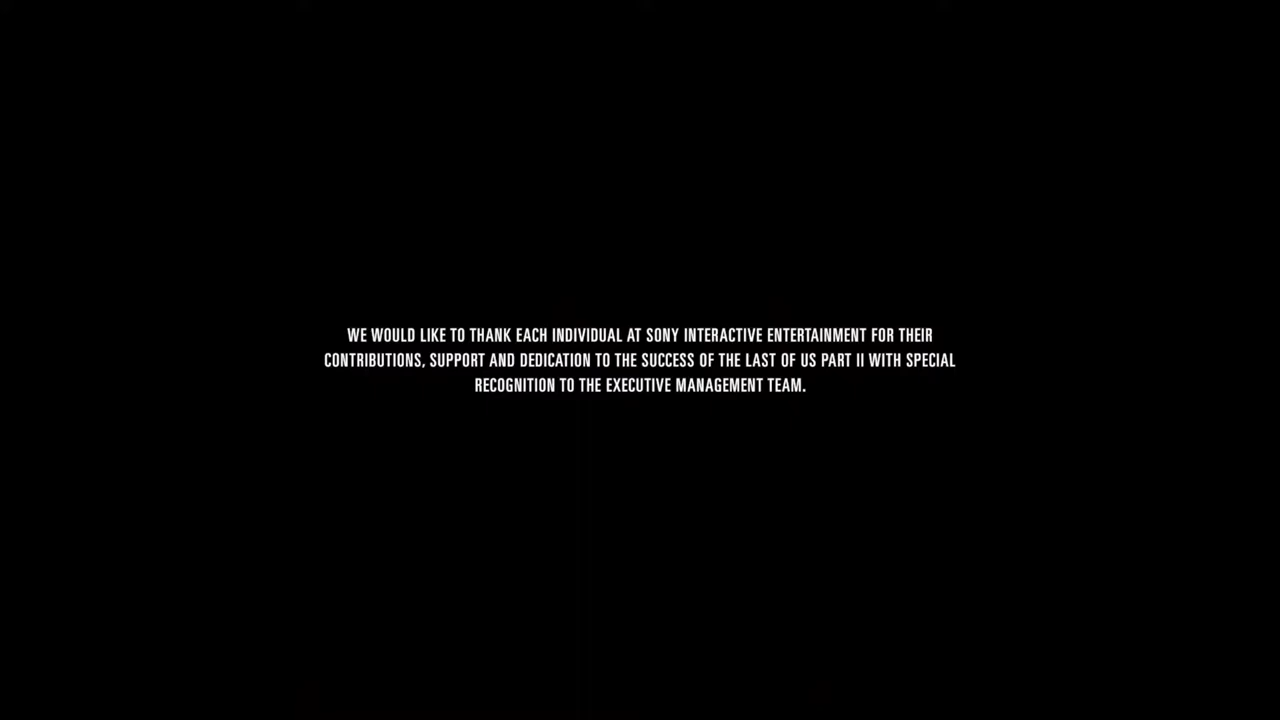 WE WOULD LIKE TO THANK EACH INDIVIDUAL AT SONY INTERACTIVE ENTERTAINMENT FOR THEIR
CONTRIBUTIONS, SUPPORT AND DEDICATION TO THE SUCCESS OF THE LAST OF US PART II WITH SPECIAL
RECOGNITION TO THE EXECUTIVE MANAGEMENT TEAM.